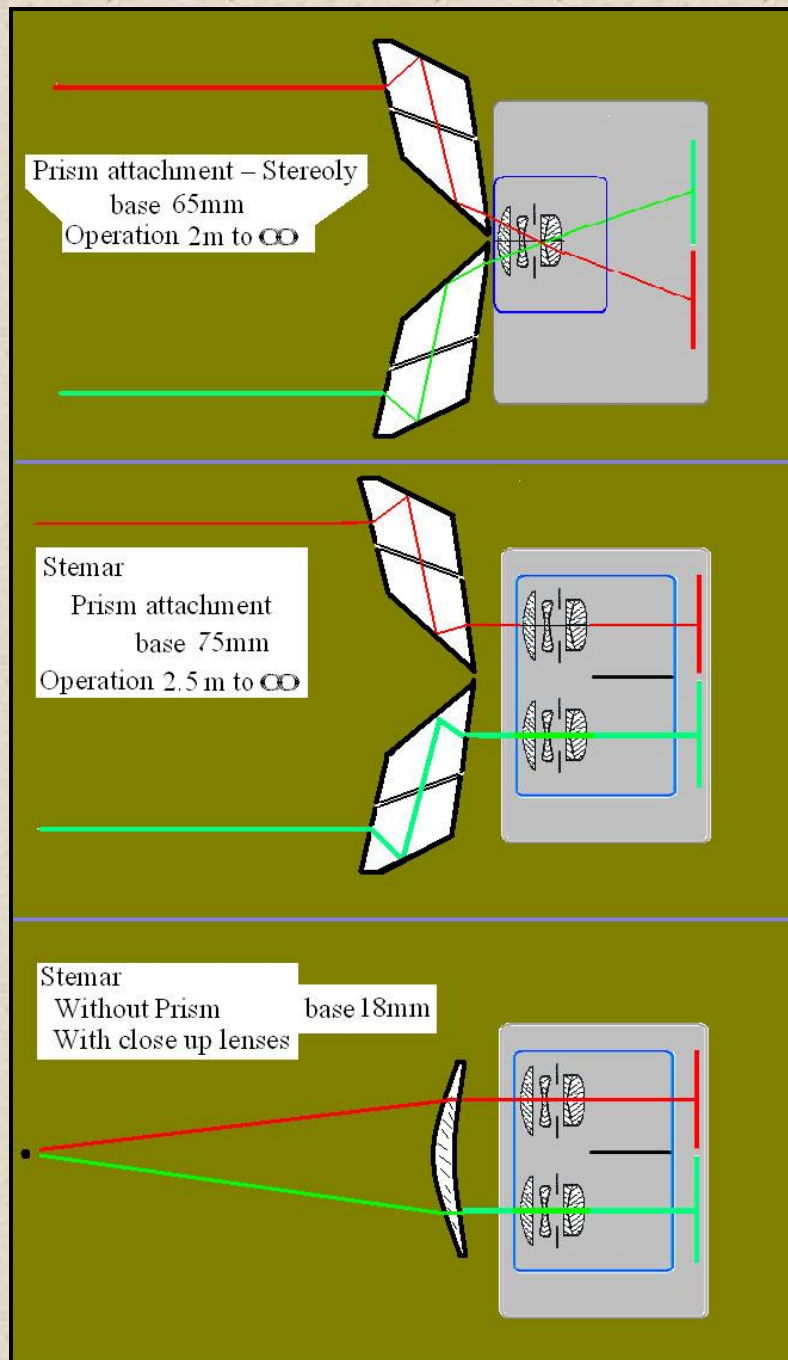 Prism attachment – Stereoly
base 65mm
Operation 2m to ∞
Stemar
Prism attachment
base 75mm
Operation 2.5 m to ∞
Stemar
Without Prism base 18mm
With close up lenses